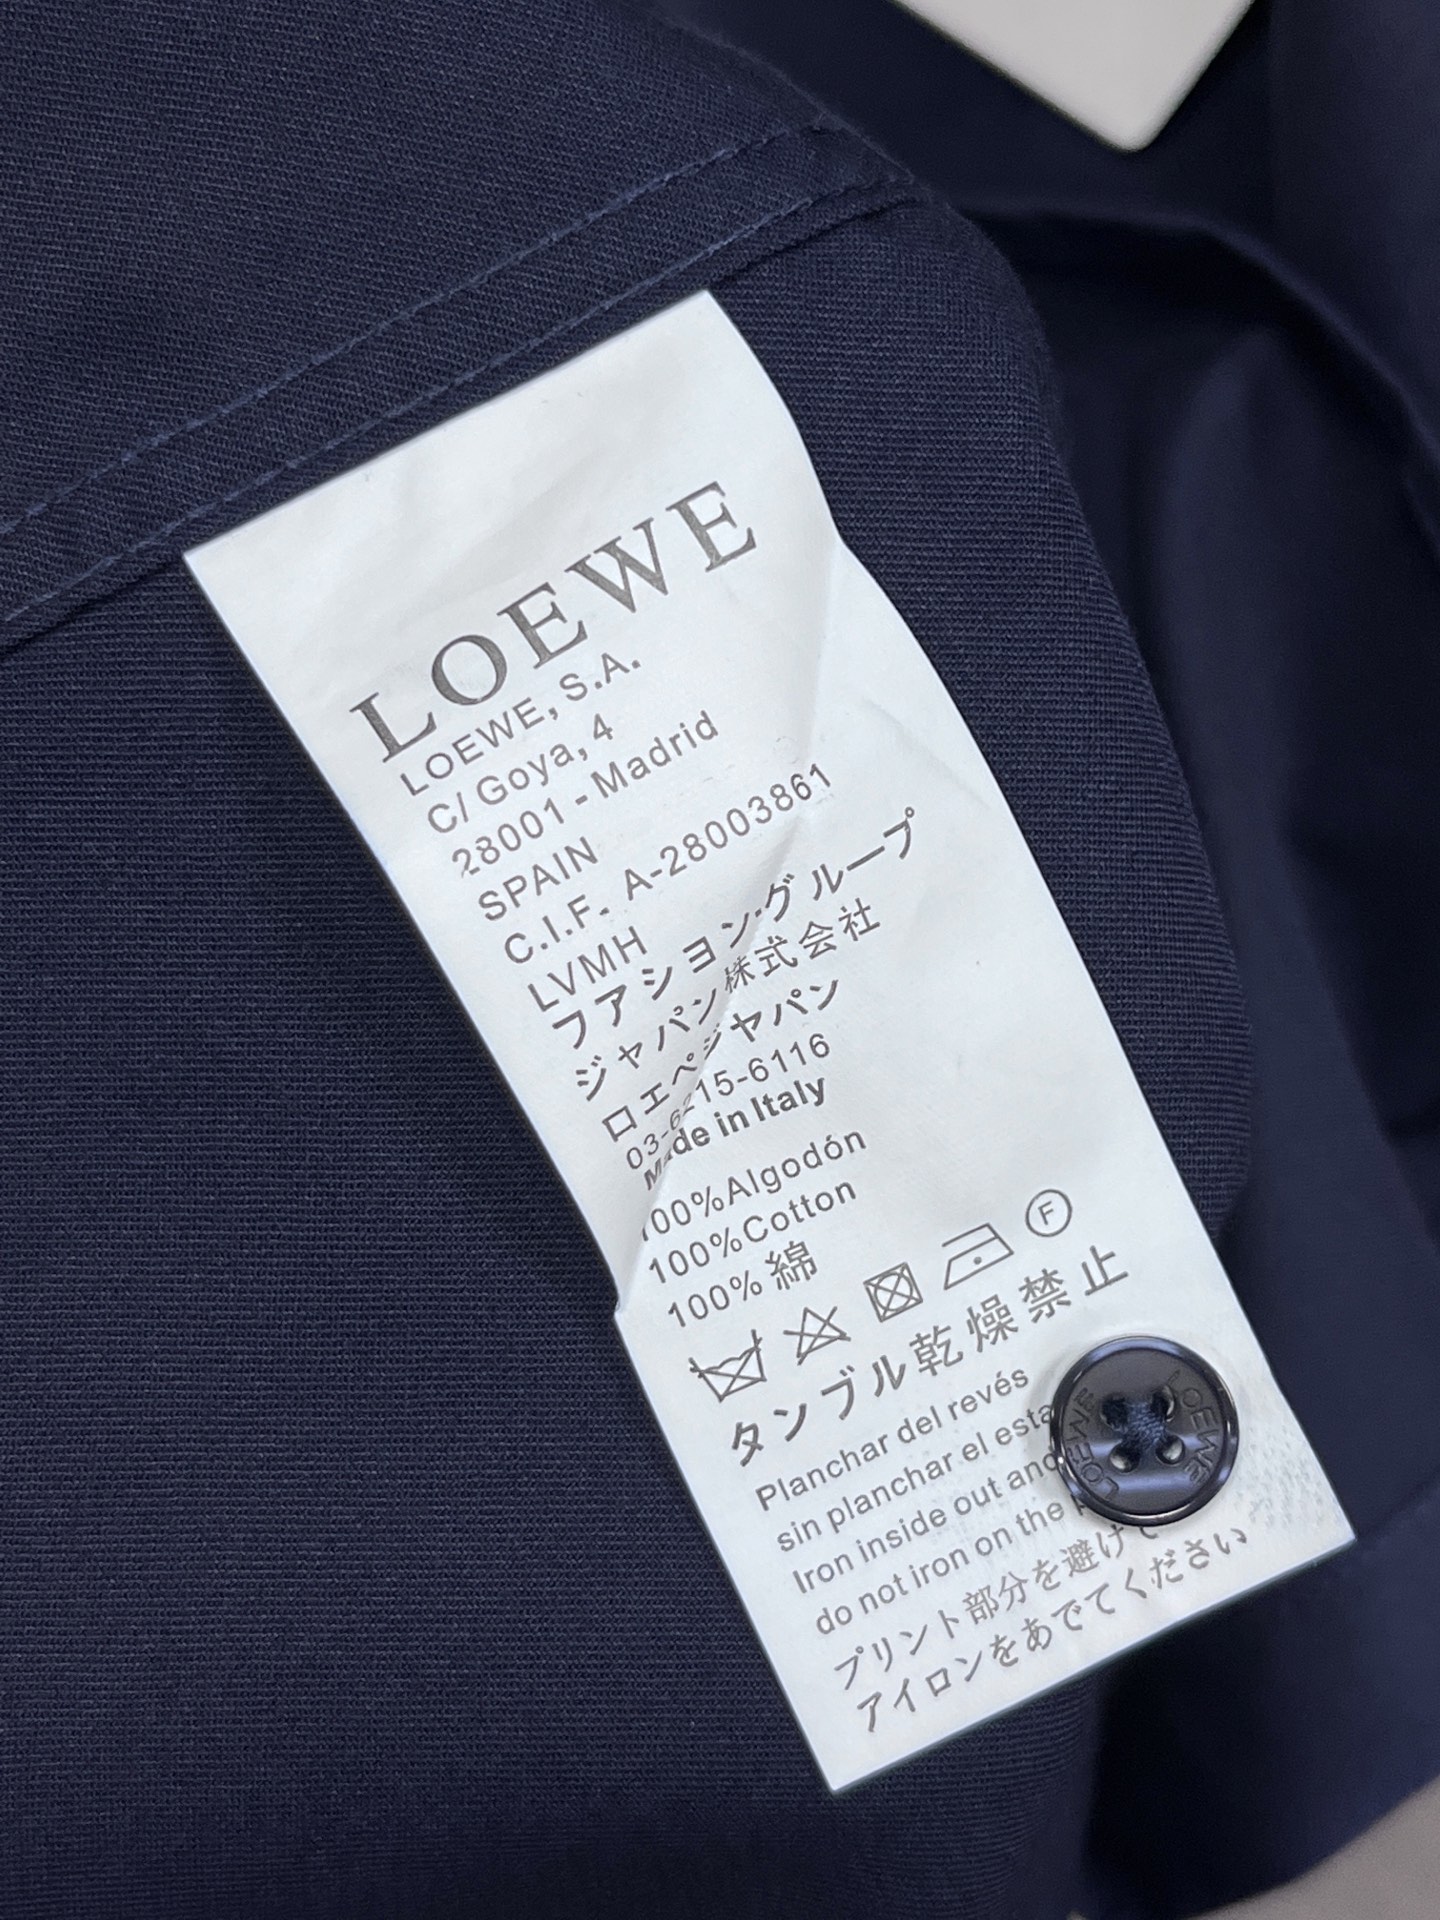 LOEWE
LOEWE, S.A.
C/ Goya, 4
28001 - Madrid
SPAIN
C.I.F. A-28003861
LVMH
フアシヨン・グループ
ジャパン株式会社
ロエベジャパン
03-6215-6116
Made in Italy
100%Algodón
100%Cotton
100%綿
F
タンブル乾燥禁止
Planchar del revés
sin planchar el esta
Iron inside out and
do not iron on the
プリント部分を避けて
アイロンをあでてください
LOEWE
LOEWE